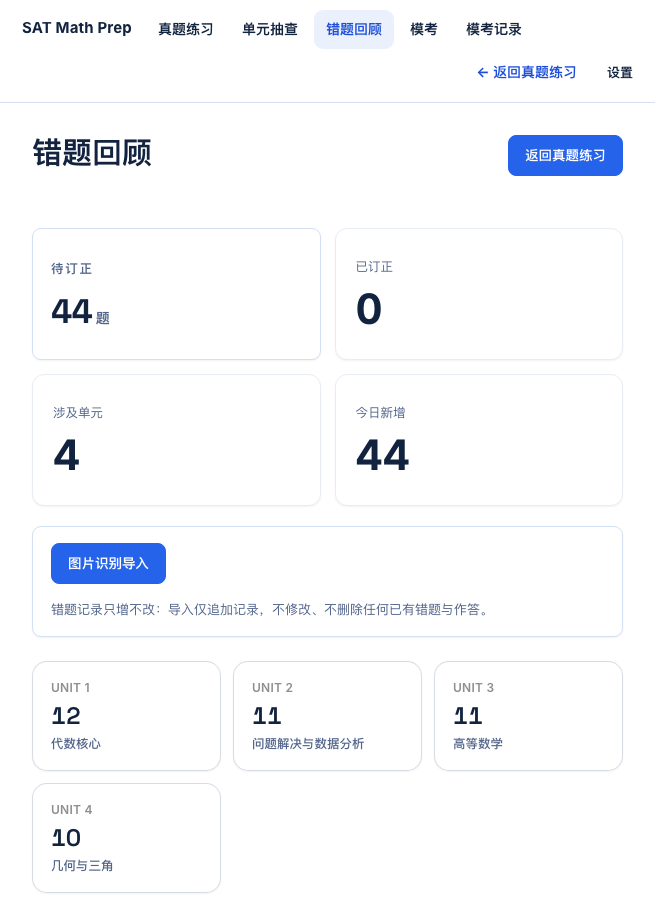 SAT Math Prep 真题练习 单元抽查 错题回顾 模考 模考记录
← 返回真题练习 设置
错题回顾
返回真题练习
待订正
44 题
已订正
0
涉及单元
4
今日新增
44
图片识别导入
错题记录只增不改：导入仅追加记录，不修改、不删除任何已有错题与作答。
UNIT 1
12
代数核心
UNIT 2
11
问题解决与数据分析
UNIT 3
11
高等数学
UNIT 4
10
几何与三角